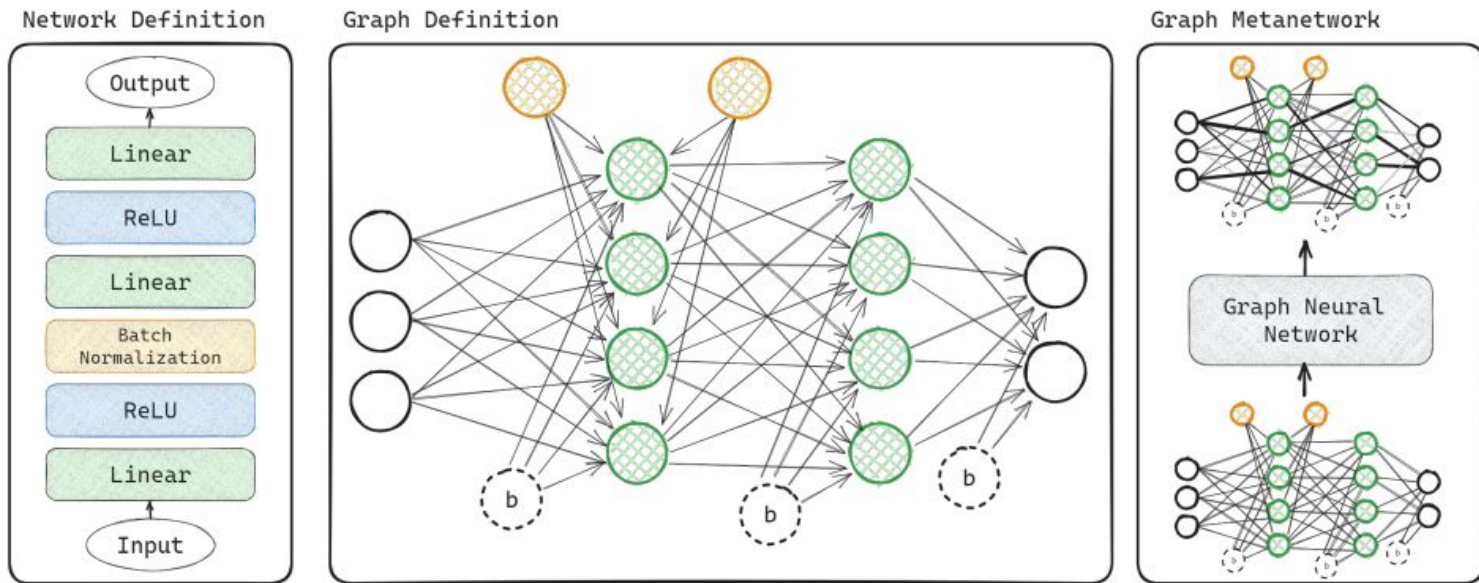 Network Definition
Output
Linear
ReLU
Linear
Batch
Normalization
ReLU
Linear
Input
Graph Definition
b
b
b
Graph Metanetwork
b
b
b
Graph Neural
Network
b
b
b